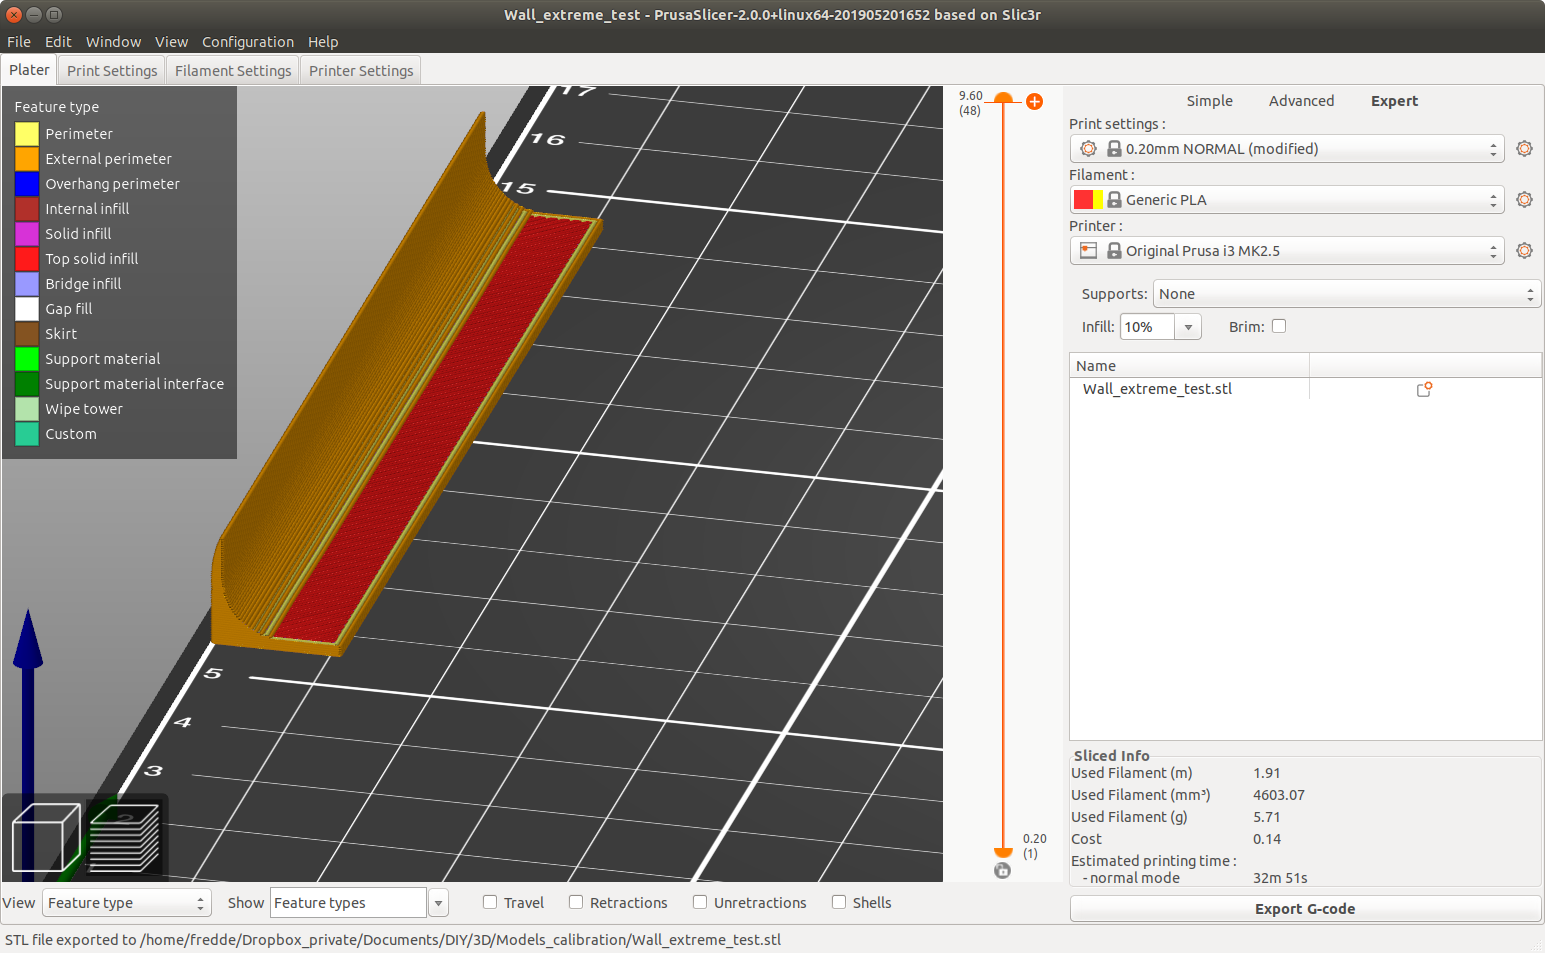 Wall_extreme_test - PrusaSlicer-2.0.0+linux64-201905201652 based on Slic3r
File Edit Window View Configuration Help
Plater Print Settings Filament Settings Printer Settings
Feature type
Perimeter
External perimeter
Overhang perimeter
Internal infill
Solid infill
Top solid infill
Bridge infill
Gap fill
Skirt
Support material
Support material interface
Wipe tower
Custom
17
16
15
5
4
3
2
9.60
(48)
0.20
(1)
Simple Advanced Expert
Print settings :
0.20mm NORMAL (modified)
Filament :
Generic PLA
Printer :
Original Prusa i3 MK2.5
Supports: None
Infill: 10% Brim:
Name
Wall_extreme_test.stl
Sliced Info
Used Filament (m) 1.91
Used Filament (mm³) 4603.07
Used Filament (g) 5.71
Cost 0.14
Estimated printing time :
- normal mode 32m 51s
Export G-code
View Feature type Show Feature types Travel Retractions Unretractions Shells
STL file exported to /home/fredde/Dropbox_private/Documents/DIY/3D/Models_calibration/Wall_extreme_test.stl